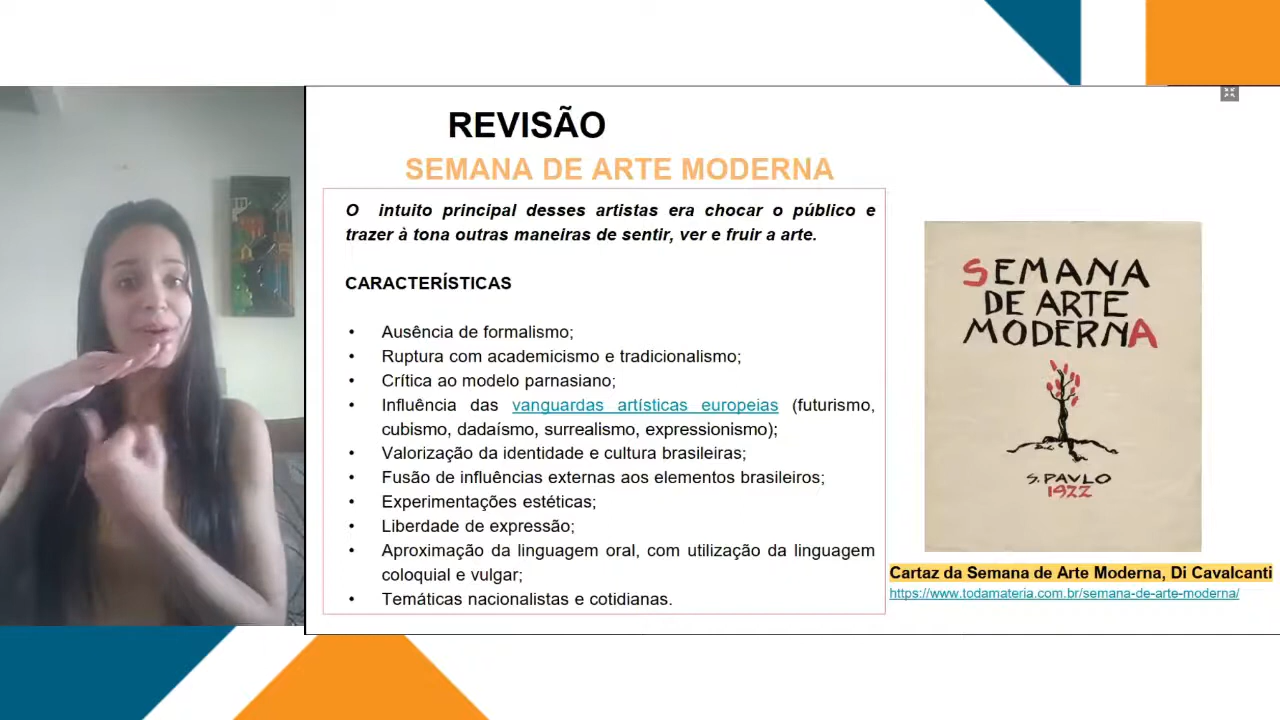 REVISÃO
SEMANA DE ARTE MODERNA
O intuito principal desses artistas era chocar o público e
trazer à tona outras maneiras de sentir, ver e fruir a arte.
CARACTERÍSTICAS
• Ausência de formalismo;
• Ruptura com academicismo e tradicionalismo;
• Crítica ao modelo parnasiano;
• Influência das vanguardas artísticas europeias (futurismo,
cubismo, dadaísmo, surrealismo, expressionismo);
• Valorização da identidade e cultura brasileiras;
• Fusão de influências externas aos elementos brasileiros;
• Experimentações estéticas;
• Liberdade de expressão;
• Aproximação da linguagem oral, com utilização da linguagem
coloquial e vulgar;
• Temáticas nacionalistas e cotidianas.
SEMANA
DE ARTE
MODERNA
S. PAVLO
1922
Cartaz da Semana de Arte Moderna, Di Cavalcanti
https://www.todamateria.com.br/semana-de-arte-moderna/